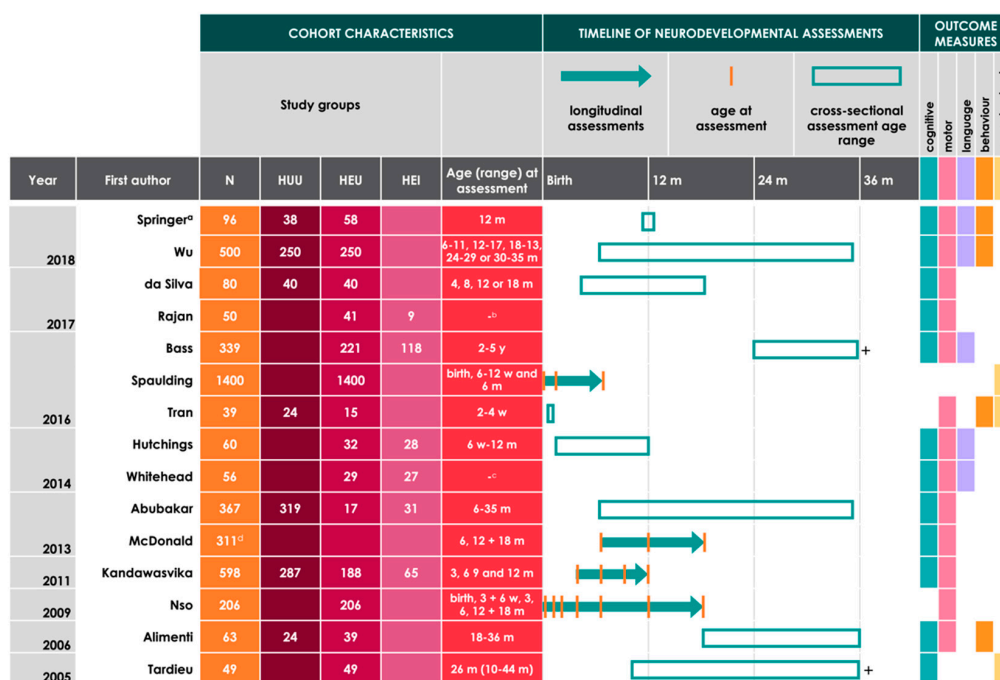 COHORT CHARACTERISTICS
TIMELINE OF NEURODEVELOPMENTAL ASSESSMENTS
OUTCOME
MEASURES
Study groups
longitudinal
assessments
age at
assessment
cross-sectional
assessment age
range
cognitive
motor
language
behaviour
Year First author N HUU HEU HEI Age (range) at
assessment
Birth 12 m 24 m 36 m
Springerᵃ 96 38 58 12 m
2018 Wu 500 250 250 6-11, 12-17, 18-13,
24-29 or 30-35 m
da Silva 80 40 40 4, 8, 12 or 18 m
2017 Rajan 50 41 9 -ᵇ
Bass 339 221 118 2-5 y +
Spaulding 1400 1400 birth, 6-12 w and
6 m
2016 Tran 39 24 15 2-4 w
Hutchings 60 32 28 6 w-12 m
2014 Whitehead 56 29 27 -ᶜ
Abubakar 367 319 17 31 6-35 m
2013 McDonald 311ᵈ 6, 12 + 18 m
2011 Kandawasvika 598 287 188 65 3, 6 9 and 12 m
2009 Nso 206 206 birth, 3 + 6 w, 3,
6, 12 + 18 m
2006 Alimenti 63 24 39 18-36 m
2005 Tardieu 49 49 26 m (10-44 m) +